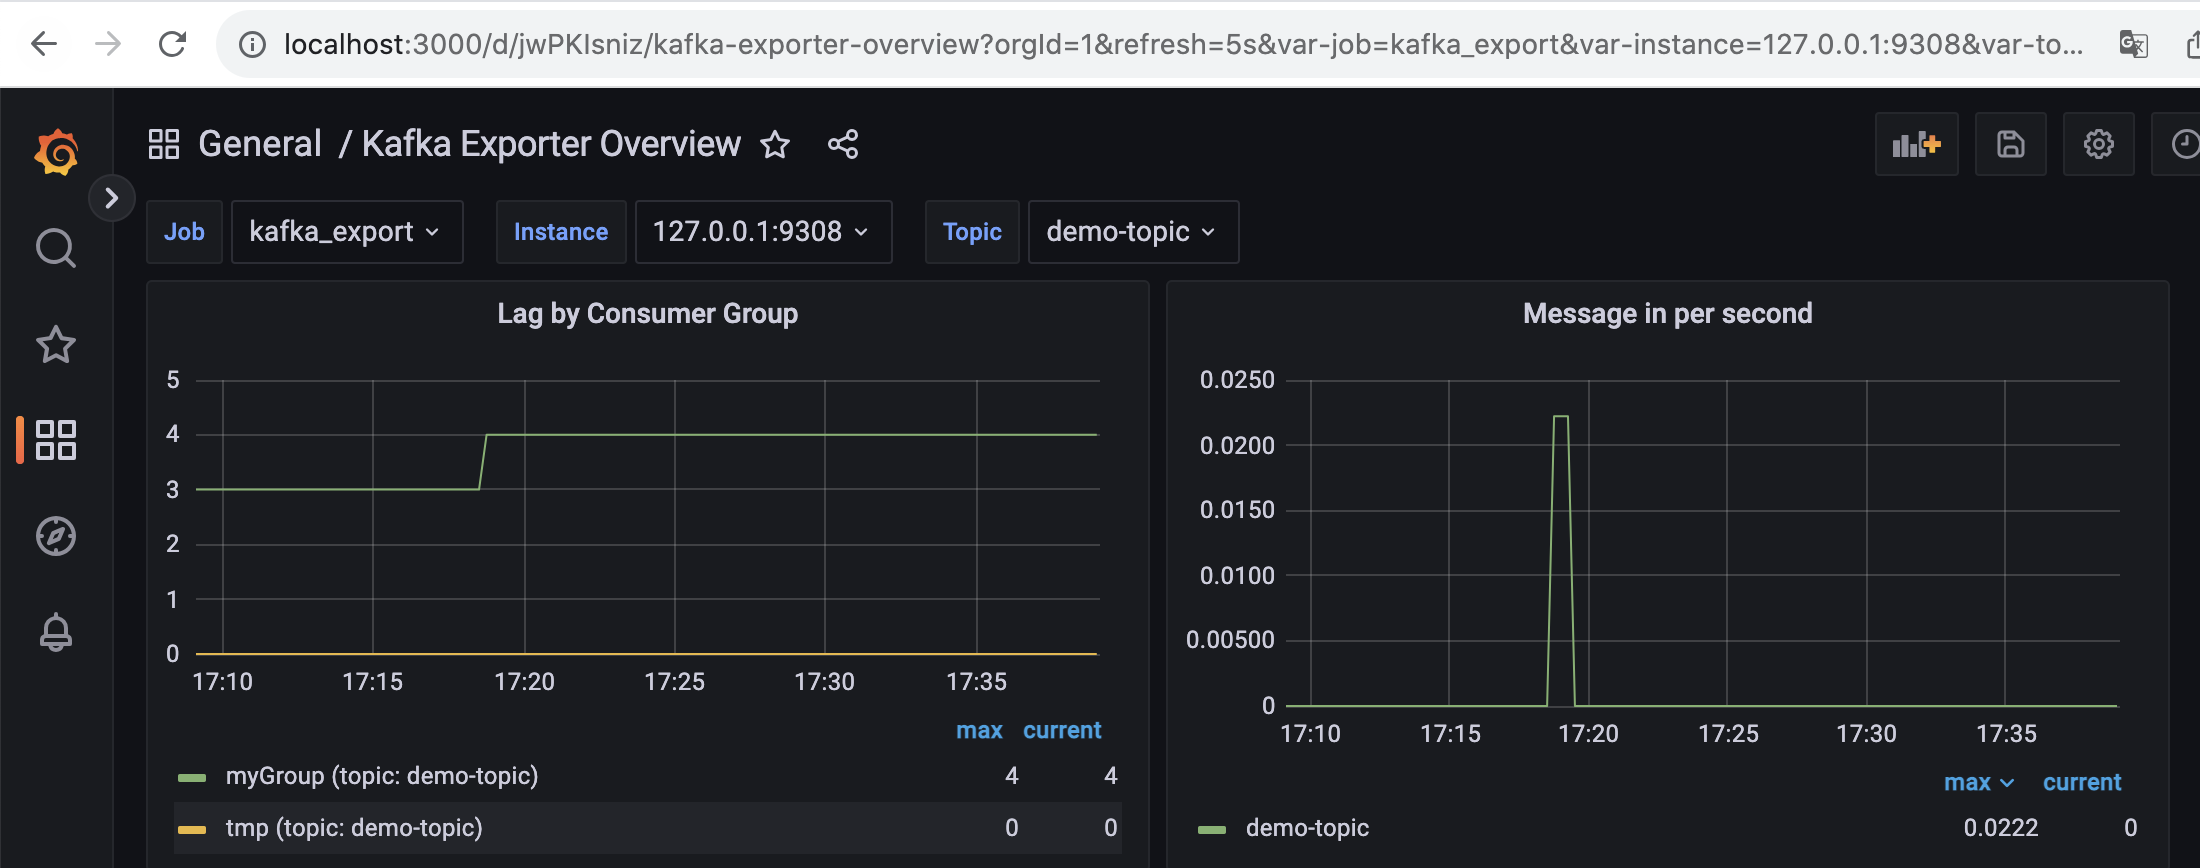 localhost:3000/d/jwPKIsniz/kafka-exporter-overview?orgId=1&refresh=5s&var-job=kafka_export&var-instance=127.0.0.1:9308&var-to...
General / Kafka Exporter Overview
Job kafka_export Instance 127.0.0.1:9308 Topic demo-topic
Lag by Consumer Group
5
4
3
2
1
0
17:10 17:15 17:20 17:25 17:30 17:35
max current
myGroup (topic: demo-topic) 4 4
tmp (topic: demo-topic) 0 0
Message in per second
0.0250
0.0200
0.0150
0.0100
0.00500
0
17:10 17:15 17:20 17:25 17:30 17:35
max current
demo-topic 0.0222 0